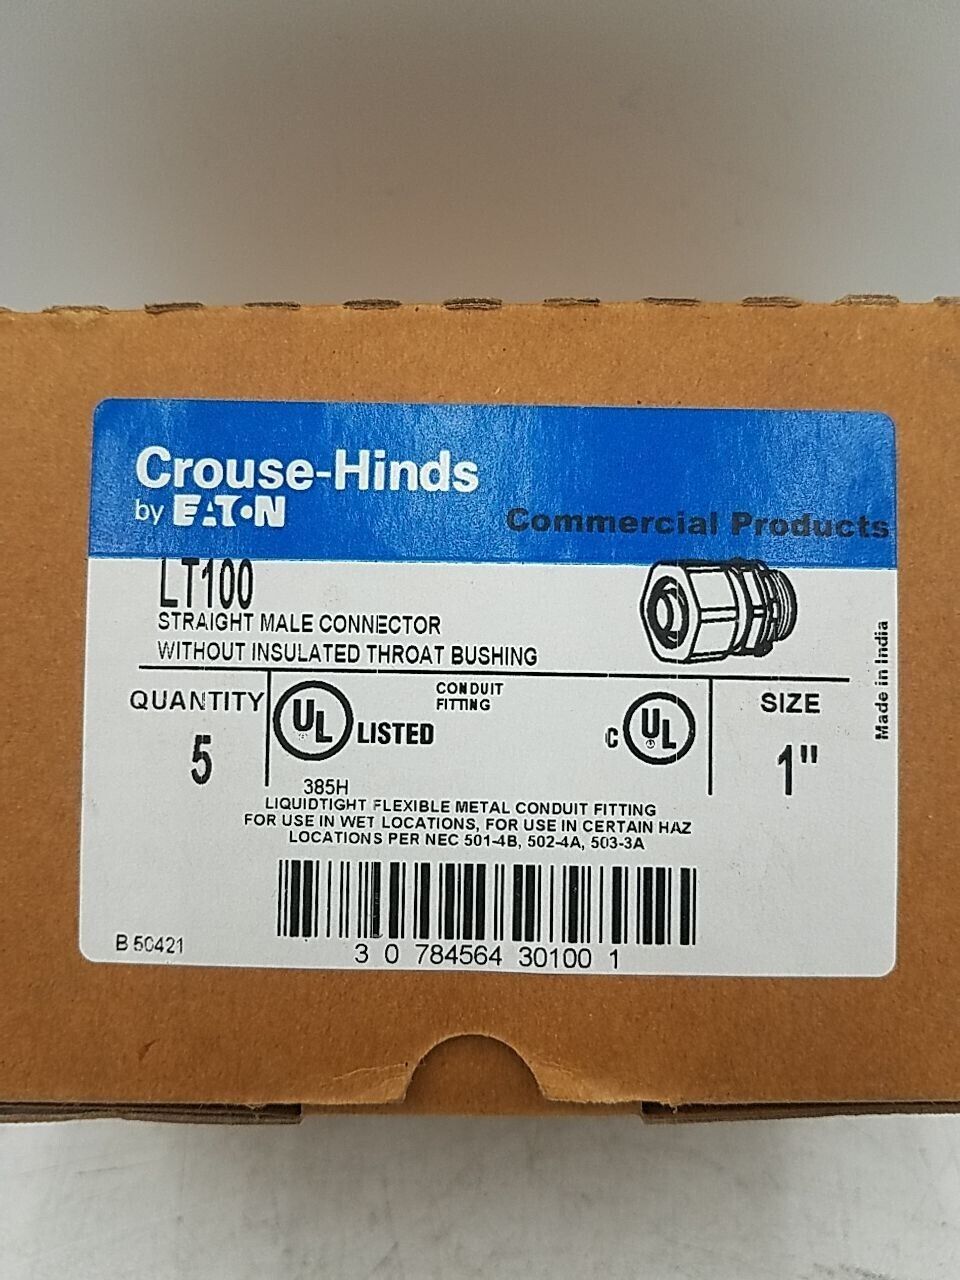 Crouse-Hinds
by EATON
Commercial Products
LT100
STRAIGHT MALE CONNECTOR
WITHOUT INSULATED THROAT BUSHING
Made in India
QUANTITY
5
UL LISTED
CONDUIT
FITTING
C UL
SIZE
1"
385H
LIQUIDTIGHT FLEXIBLE METAL CONDUIT FITTING
FOR USE IN WET LOCATIONS, FOR USE IN CERTAIN HAZ
LOCATIONS PER NEC 501-4B, 502-4A, 503-3A
3 0 784564 30100 1
B 50421